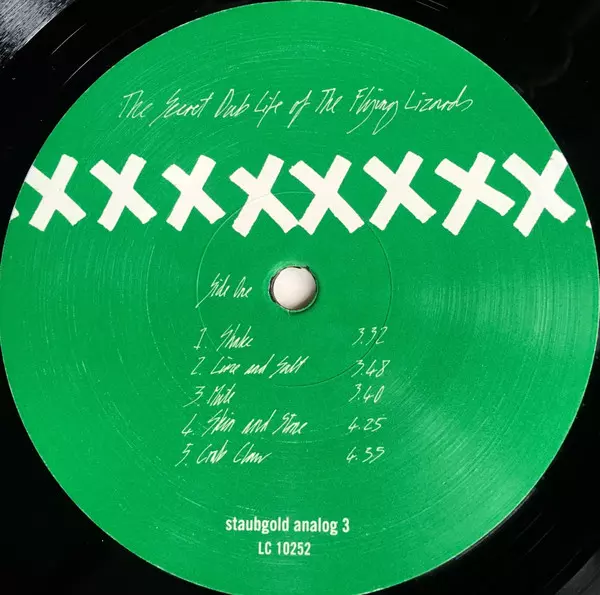 The Secret Dub Life of The Flying Lizards
Side One
1. Shake 3.32
2. Lime and Salt 3.48
3. Mute 3.40
4. Skin and Stone 4.25
5. Crab Claw 4.35
staubgold analog 3
LC 10252